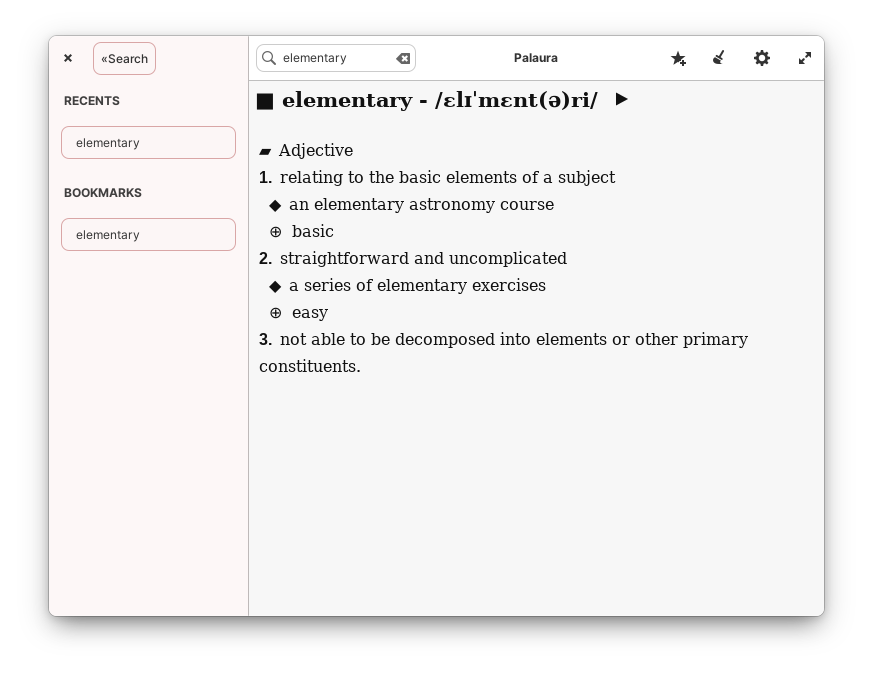 «Search
elementary
Palaura
RECENTS
elementary
BOOKMARKS
elementary
■ elementary - /ɛlɪˈmɛnt(ə)ri/ ▶
▰ Adjective
1. relating to the basic elements of a subject
◆ an elementary astronomy course
⊕ basic
2. straightforward and uncomplicated
◆ a series of elementary exercises
⊕ easy
3. not able to be decomposed into elements or other primary
constituents.